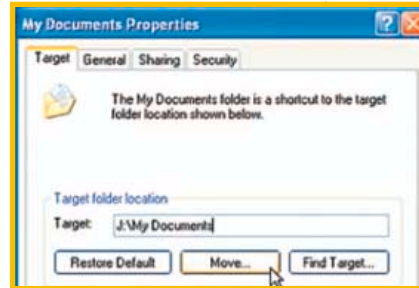 My Documents Properties
Target General Sharing Security
The My Documents folder is a shortcut to the target
folder location shown below.
Target folder location
Target: J:\My Documents
Restore Default Move... Find Target...